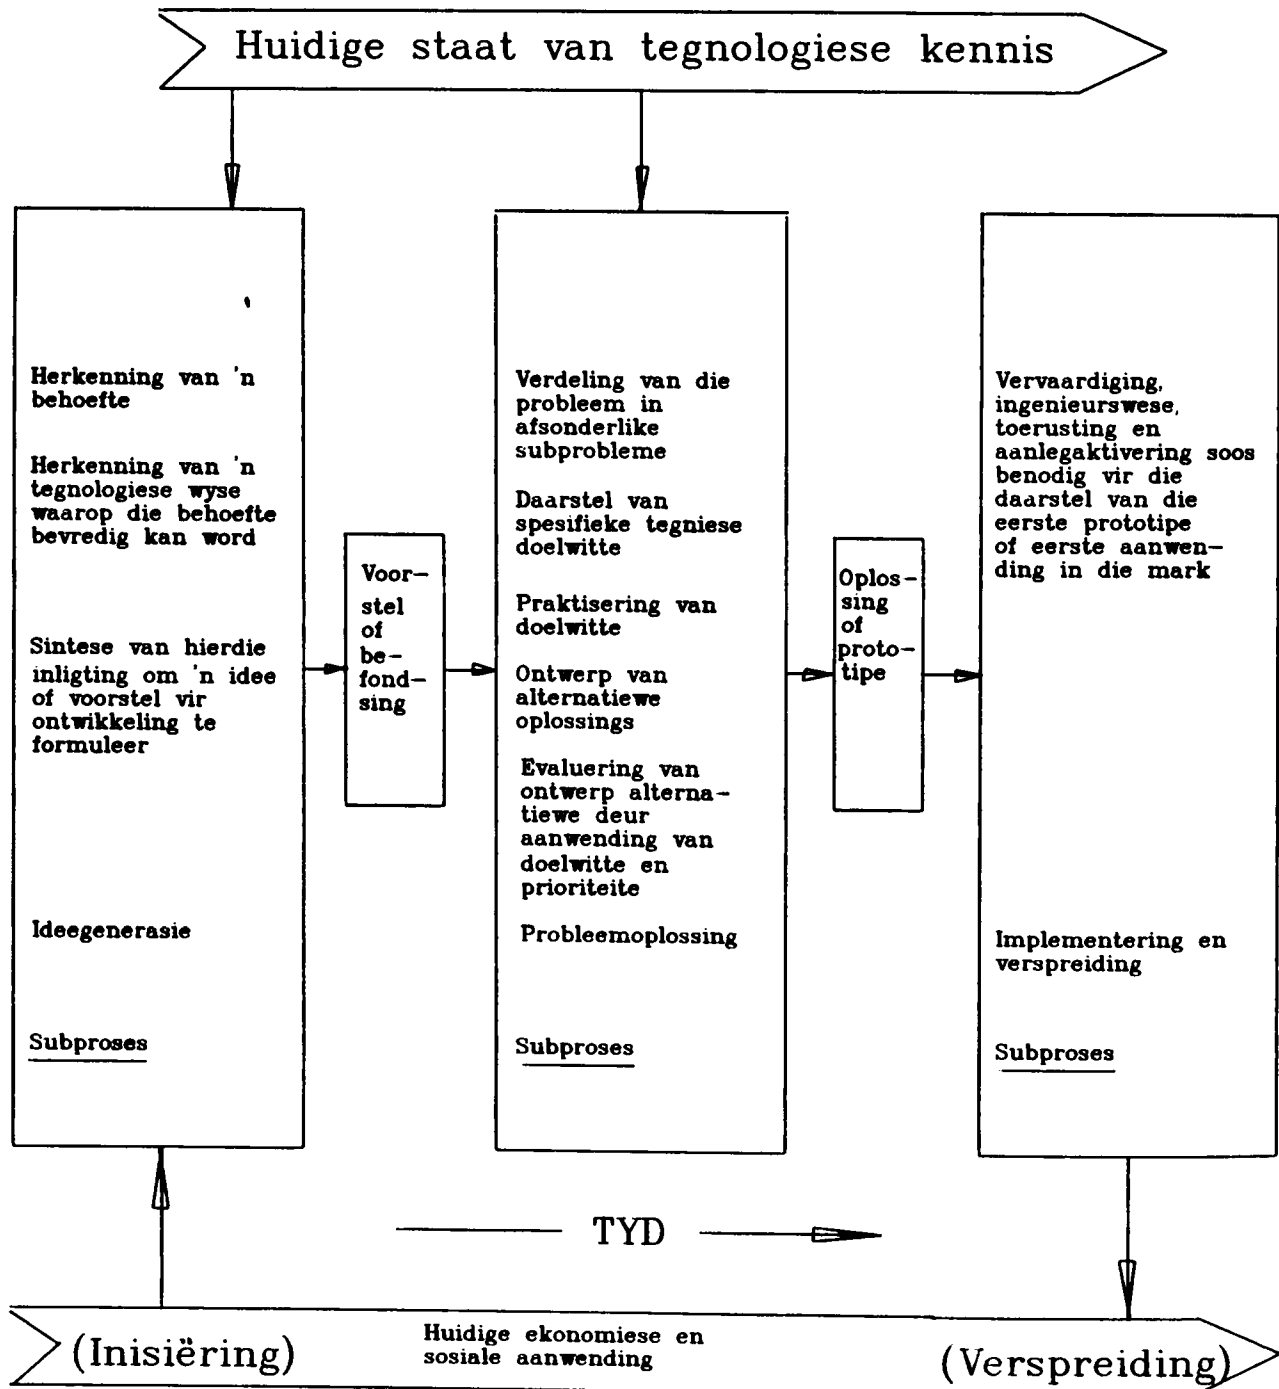 Huidige staat van tegnologiese kennis
Herkenning van 'n
behoefte
Herkenning van 'n
tegnologiese wyse
waarop die behoefte
bevredig kan word
Sintese van hierdie
inligting om 'n idee
of voorstel vir
ontwikkeling te
formuleer
Ideegenerasie
Subproses
Voor-
stel
of
be-
fond-
sing
Verdeling van die
probleem in
afsonderlike
subprobleme
Daarstel van
spesifieke tegniese
doelwitte
Praktisering van
doelwitte
Ontwerp van
alternatiewe
oplossings
Evaluering van
ontwerp alterna-
tiewe deur
aanwending van
doelwitte en
prioriteite
Probleemoplossing
Subproses
Oplos-
sing
of
proto-
tipe
Vervaardiging,
ingenieurswese,
toerusting en
aanlegaktivering soos
benodig vir die
daarstel van die
eerste prototipe
of eerste aanwen-
ding in die mark
Implementering en
verspreiding
Subproses
TYD
(Inisiëring)
Huidige ekonomiese en
sosiale aanwending
(Verspreiding)